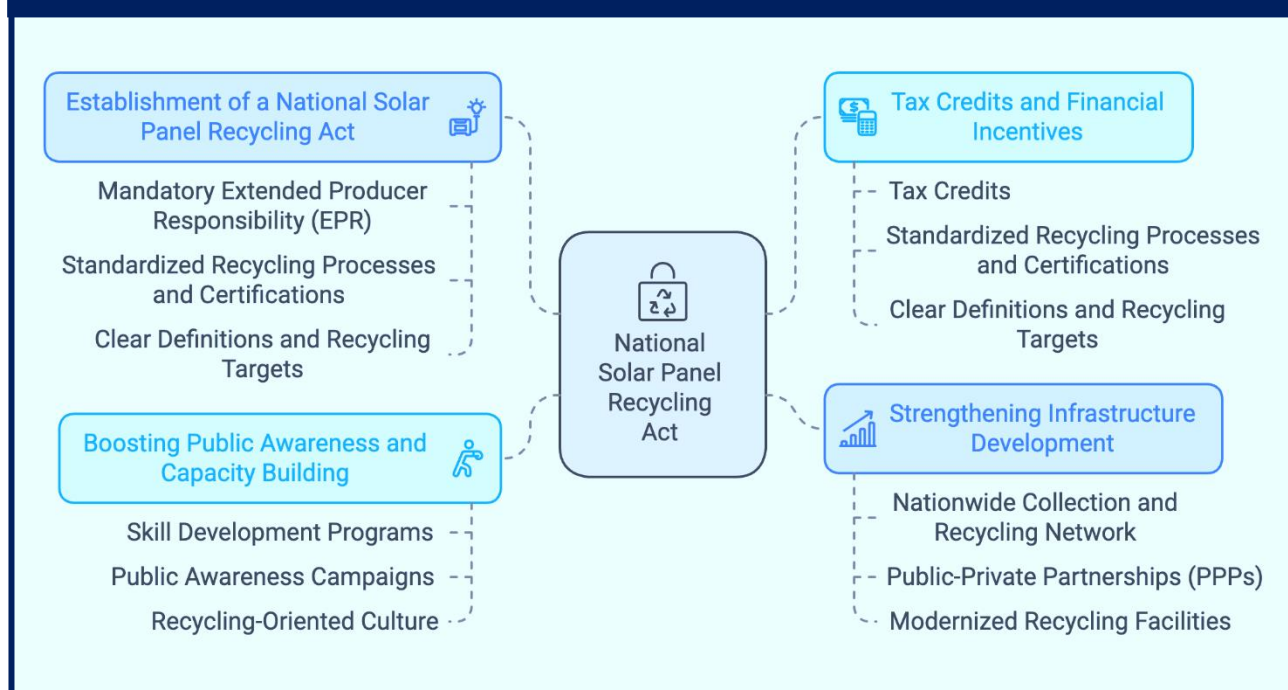 Establishment of a National Solar
Panel Recycling Act
Mandatory Extended Producer
Responsibility (EPR)
Standardized Recycling Processes
and Certifications
Clear Definitions and Recycling
Targets
Boosting Public Awareness and
Capacity Building
Skill Development Programs
Public Awareness Campaigns
Recycling-Oriented Culture
National
Solar Panel
Recycling
Act
Tax Credits and Financial
Incentives
Tax Credits
Standardized Recycling Processes
and Certifications
Clear Definitions and Recycling
Targets
Strengthening Infrastructure
Development
Nationwide Collection and
Recycling Network
Public-Private Partnerships (PPPs)
Modernized Recycling Facilities